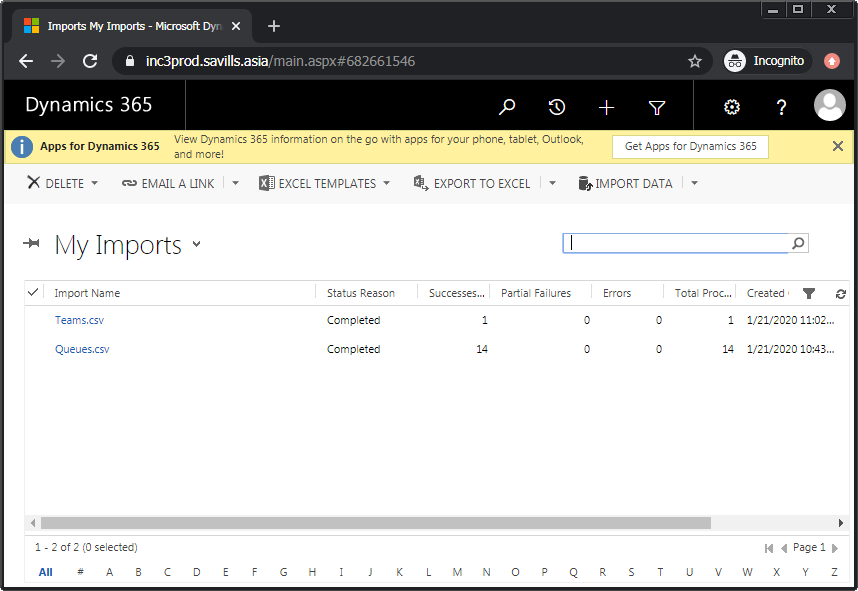 Imports My Imports - Microsoft Dyn
inc3prod.savills.asia/main.aspx#682661546
Incognito
Dynamics 365
?
i
Apps for Dynamics 365
View Dynamics 365 information on the go with apps for your phone, tablet, Outlook,
and more!
Get Apps for Dynamics 365
DELETE EMAIL A LINK EXCEL TEMPLATES EXPORT TO EXCEL IMPORT DATA
My Imports
Import Name Status Reason Successes... Partial Failures Errors Total Proc... Created
Teams.csv Completed 1 0 0 1 1/21/2020 11:02...
Queues.csv Completed 14 0 0 14 1/21/2020 10:43...
1 - 2 of 2 (0 selected) Page 1
All # A B C D E F G H I J K L M N O P Q R S T U V W X Y Z